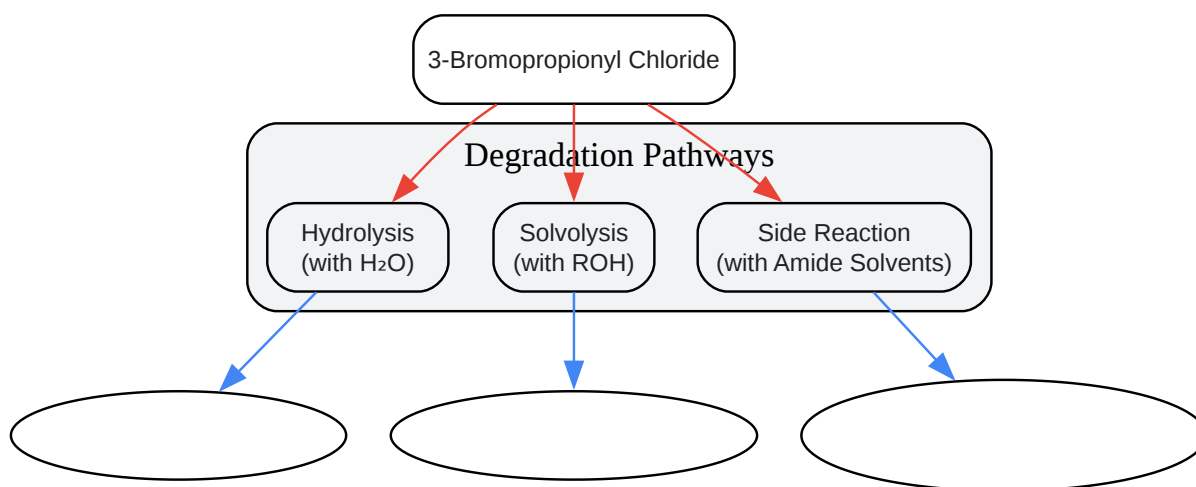 3-Bromopropionyl Chloride
Degradation Pathways
Hydrolysis
(with H₂O)
Solvolysis
(with ROH)
Side Reaction
(with Amide Solvents)